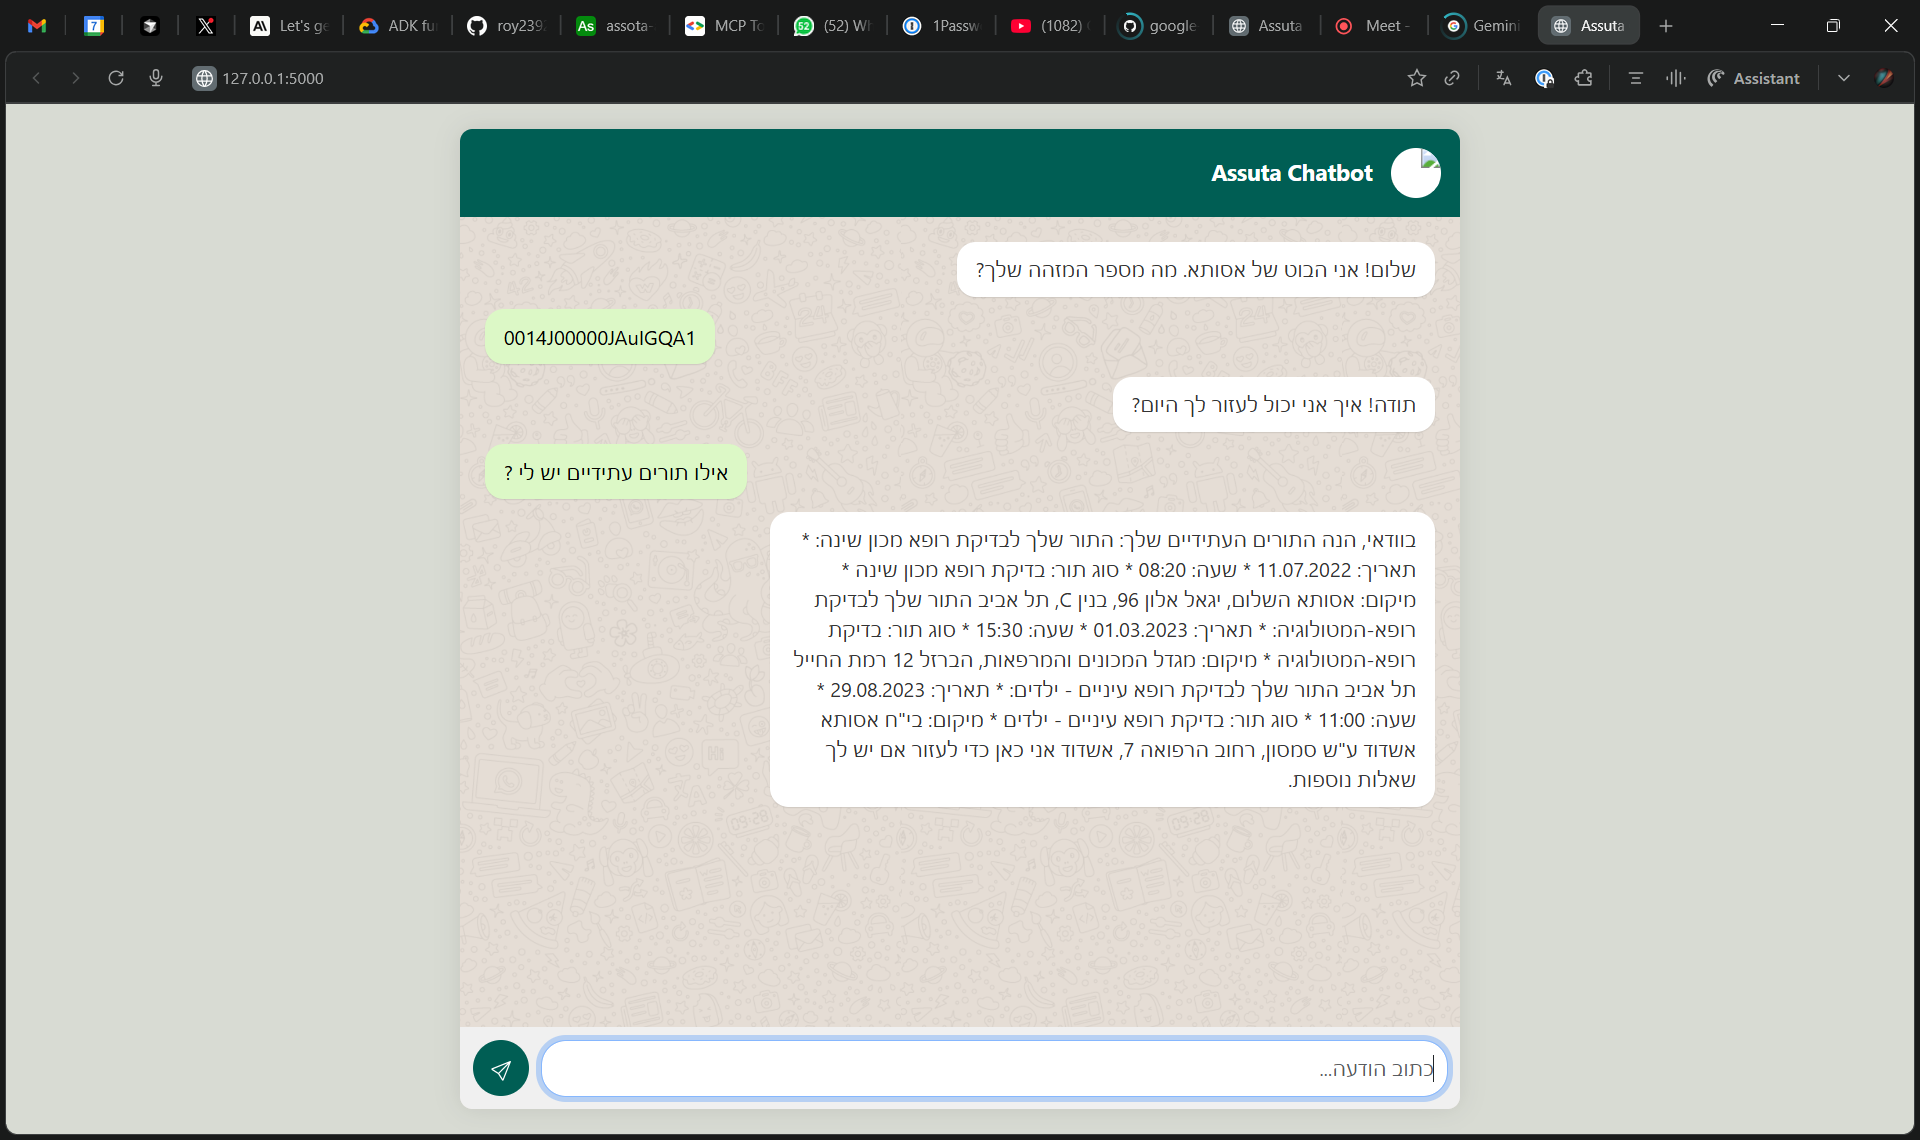 Let's ge
ADK fu
roy239
assota-
MCP To
(52) Wh
1Passw
(1082)
google
Assuta
Meet -
Gemini
Assuta
127.0.0.1:5000
Assistant
Assuta Chatbot
שלום! אני הבוט של אסותא. מה מספר המזהה שלך?
0014J00000JAuIGQA1
תודה! איך אני יכול לעזור לך היום?
אילו תורים עתידיים יש לי ?
בוודאי, הנה התורים העתידיים שלך: התור שלך לבדיקת רופא מכון שינה: *
תאריך: 11.07.2022 * שעה: 08:20 * סוג תור: בדיקת רופא מכון שינה *
מיקום: אסותא השלום, יגאל אלון 96, בנין C, תל אביב התור שלך לבדיקת
רופא-המטולוגיה: * תאריך: 01.03.2023 * שעה: 15:30 * סוג תור: בדיקת
רופא-המטולוגיה * מיקום: מגדל המכונים והמרפאות, הברזל 12 רמת החייל
תל אביב התור שלך לבדיקת רופא עיניים - ילדים: * תאריך: 29.08.2023 *
שעה: 11:00 * סוג תור: בדיקת רופא עיניים - ילדים * מיקום: בי"ח אסותא
אשדוד ע"ש סמסון, רחוב הרפואה 7, אשדוד אני כאן כדי לעזור אם יש לך
שאלות נוספות.
כתוב הודעה...